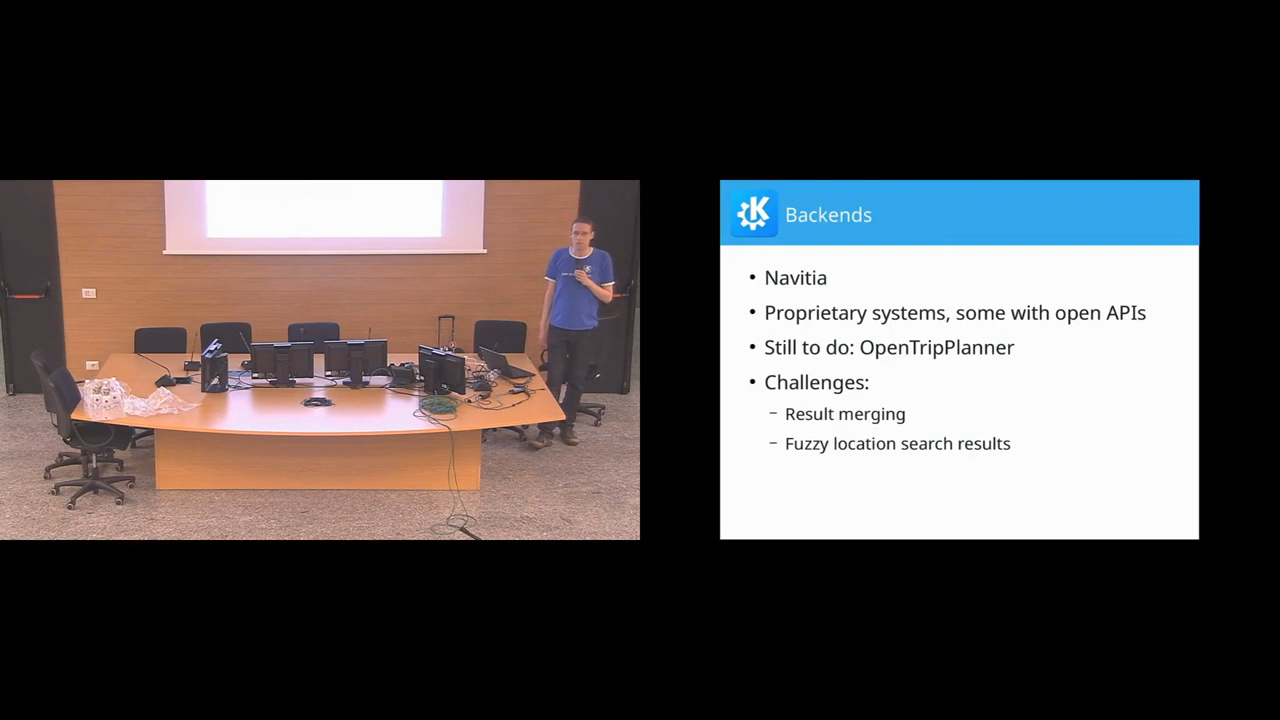 Backends
• Navitia
• Proprietary systems, some with open APIs
• Still to do: OpenTripPlanner
• Challenges:
– Result merging
– Fuzzy location search results